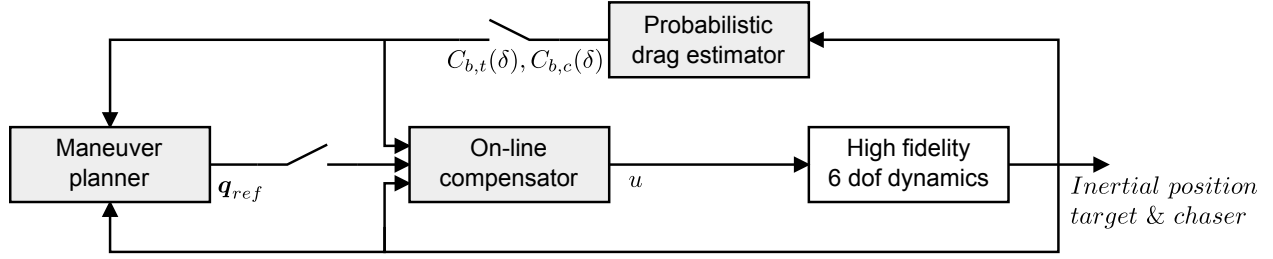 Probabilistic
drag estimator
C_{b,t}(δ), C_{b,c}(δ)
Maneuver
planner
q_{ref}
On-line
compensator
u
High fidelity
6 dof dynamics
Inertial position
target & chaser